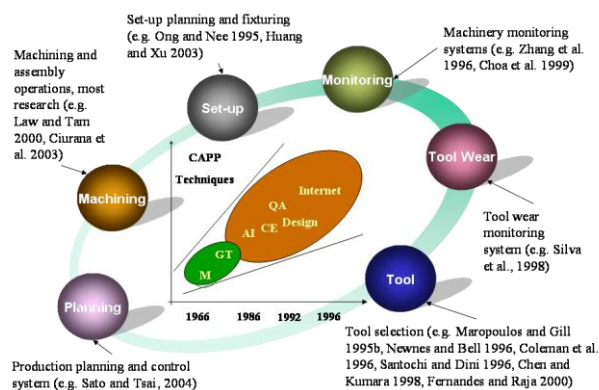 Set-up planning and fixturing
(e.g. Ong and Nee 1995, Huang
and Xu 2003)
Machinery monitoring
systems (e.g. Zhang et al.
1996, Choa et al. 1999)
Machining and
assembly
operations, most
research (e.g.
Law and Tam
2000, Ciurana
et al. 2003)
Monitoring
Set-up
Tool Wear
CAPP
Techniques
Internet
QA
Design
CE
AI
GT
M
Machining
Tool wear
monitoring
system (e.g. Silva
et al., 1998)
Tool
Planning
1966 1986 1992 1996
Production planning and control
system (e.g. Sato and Tsai, 2004)
Tool selection (e.g. Maropoulos and Gill
1995b, Newnes and Bell 1996, Coleman et al.
1996, Santochi and Dini 1996, Chen and
Kumara 1998, Fernandes and Raja 2000)